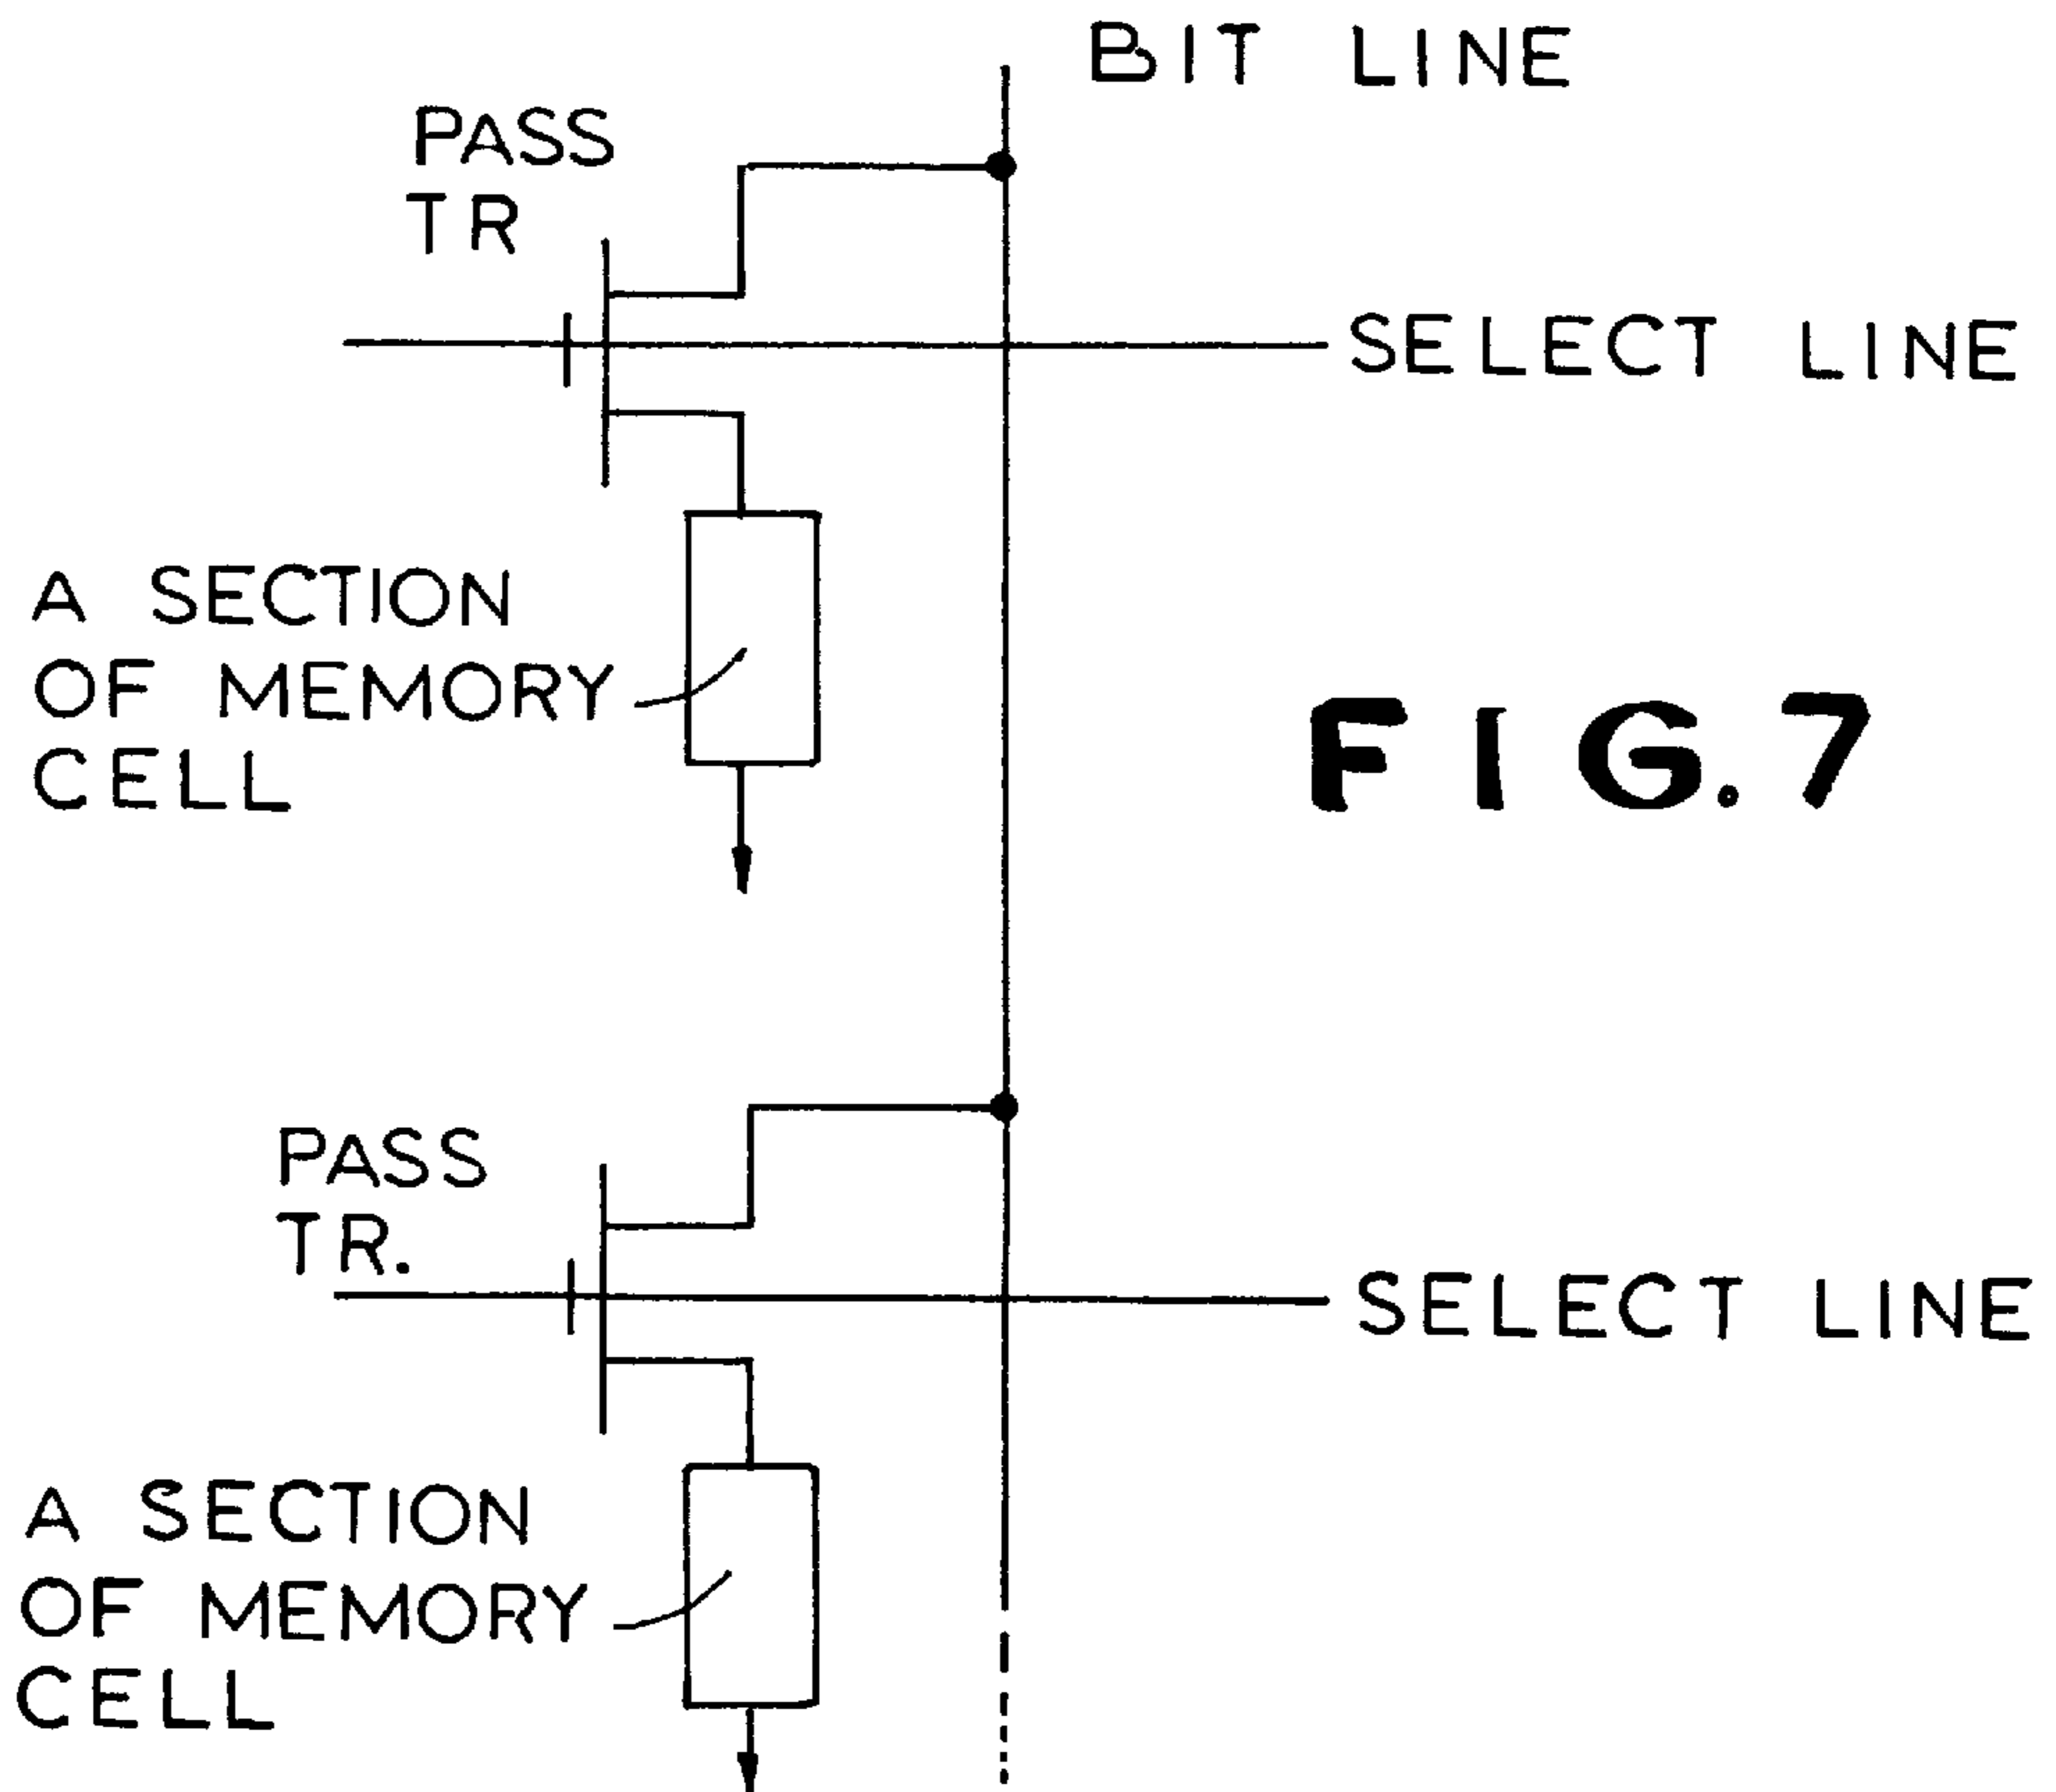 BIT LINE
PASS
TR
SELECT LINE
A SECTION
OF MEMORY
CELL
FIG.7
PASS
TR.
SELECT LINE
A SECTION
OF MEMORY
CELL